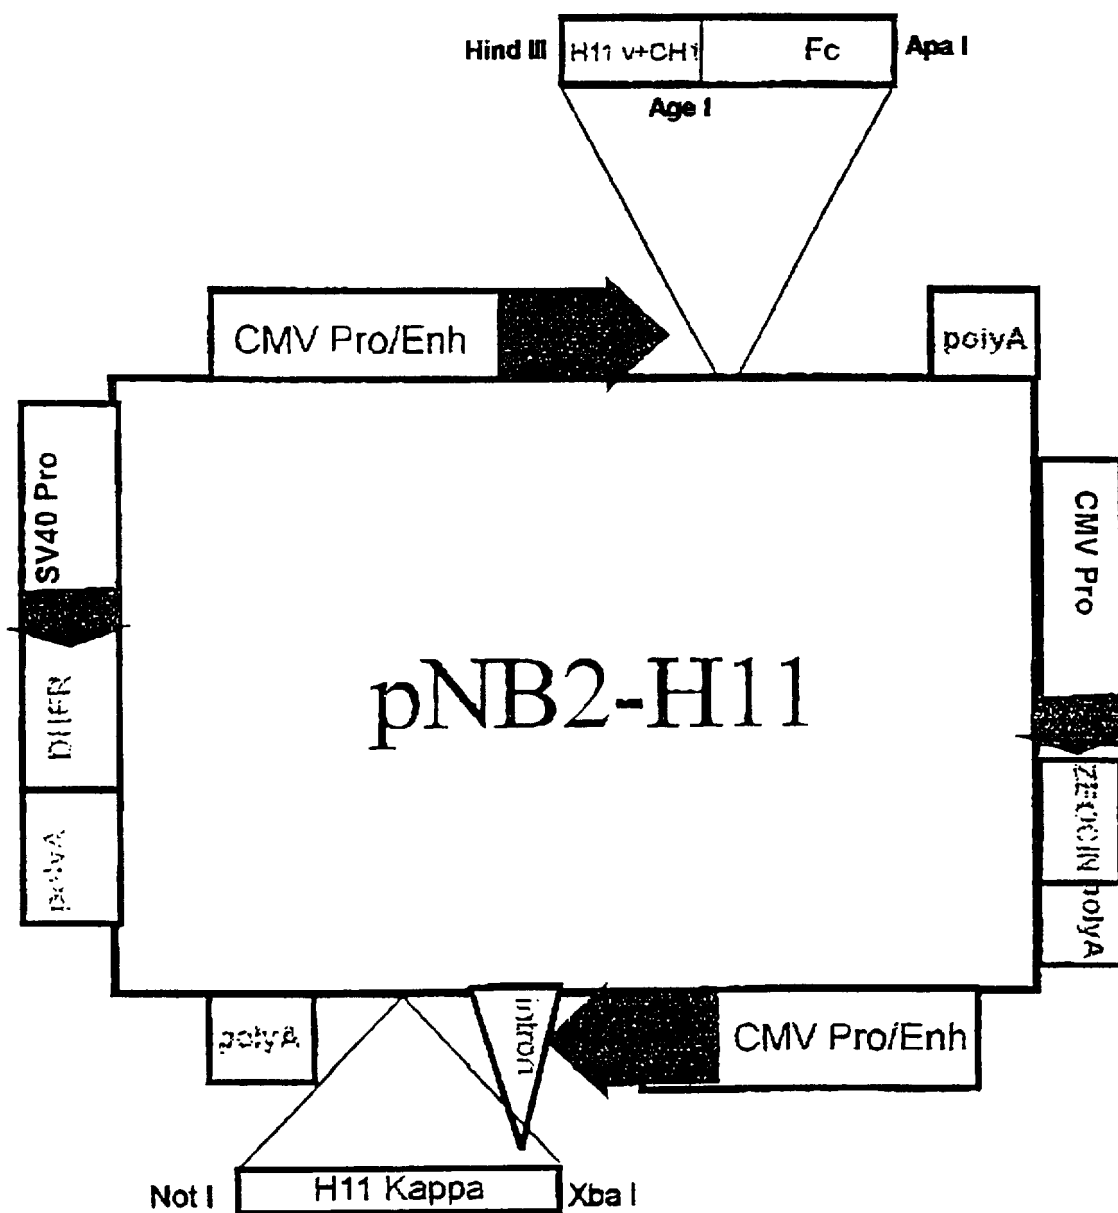 Hind III
H11 v+CH1
Fc
Apa I
Age I
CMV Pro/Enh
polyA
SV40 Pro
CMV Pro
pNB2-H11
DHFR
ZEOCIN
polyA
polyA
polyA
intron
CMV Pro/Enh
Not I
H11 Kappa
Xba I